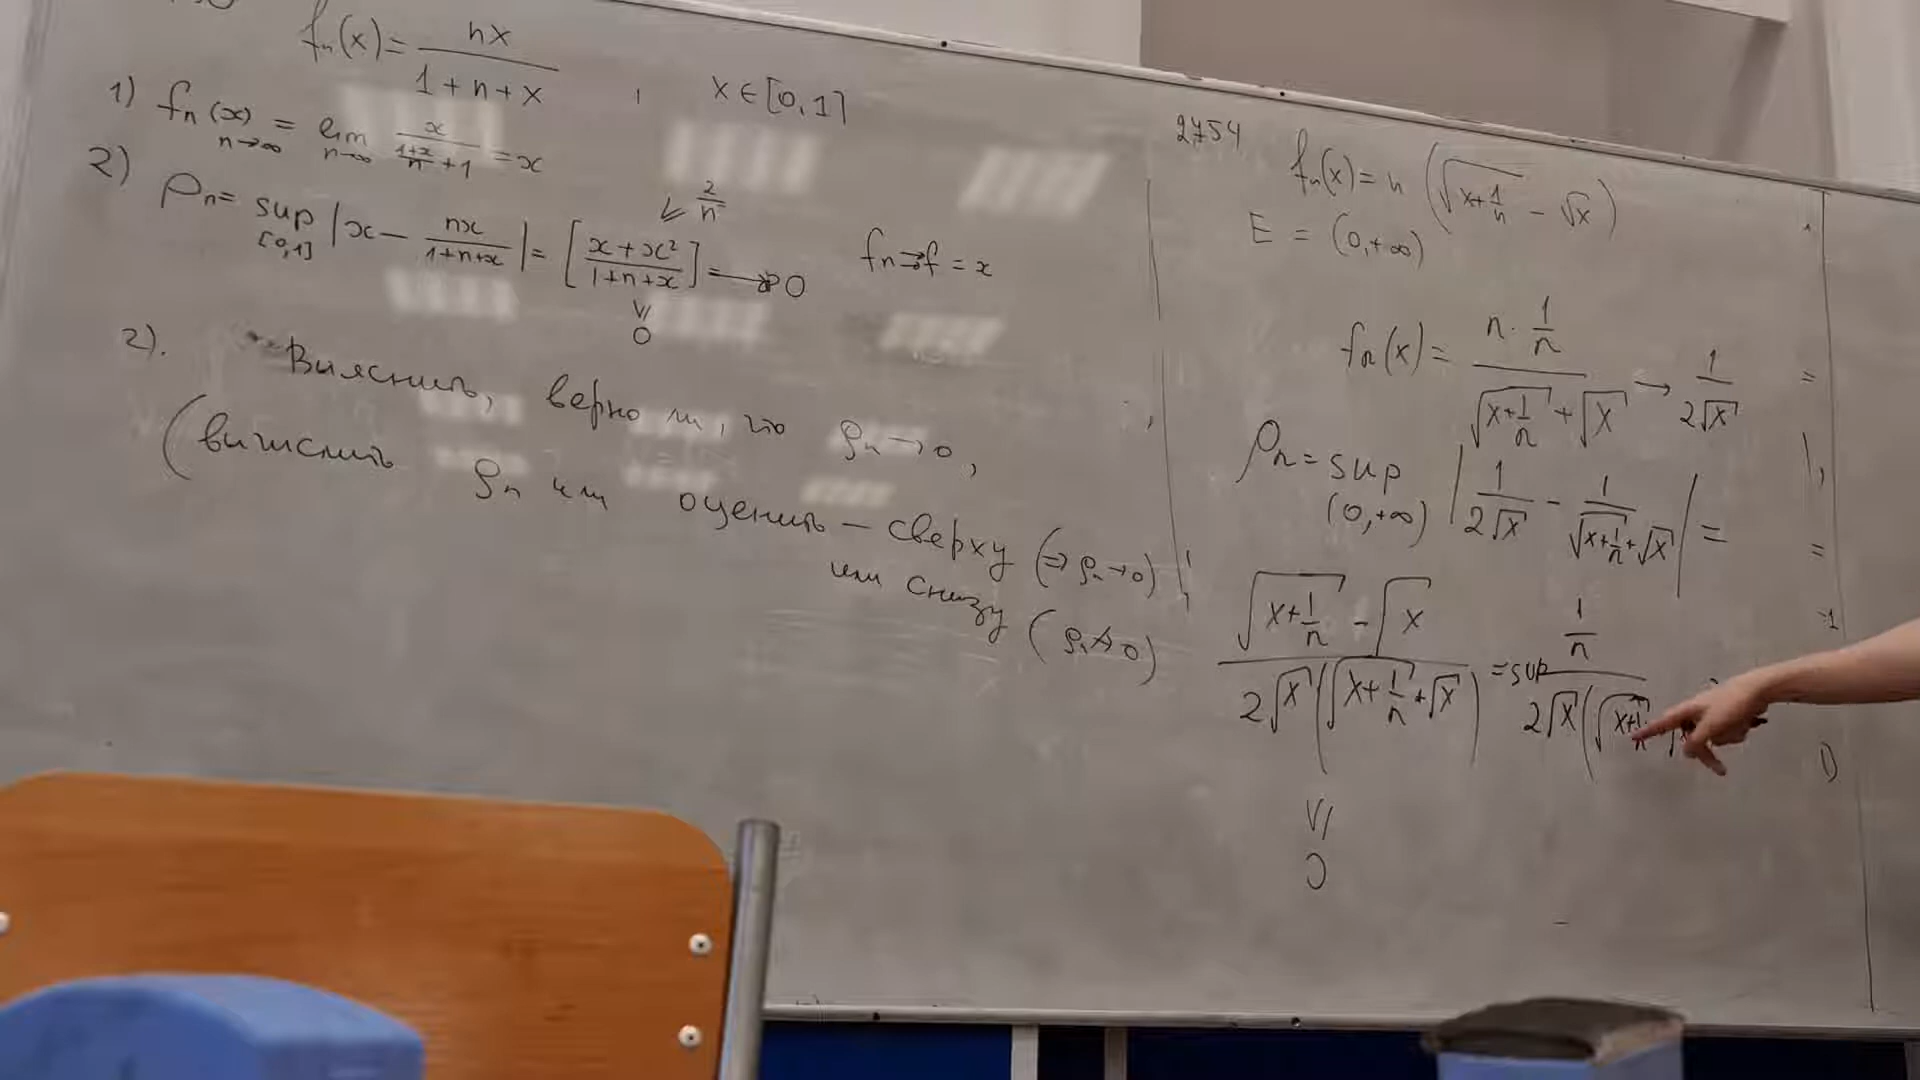 fn(x) = nx / (1+n+x) , x ∈ [0,1]
1) fn(x) n→∞ = lim n→∞ x / ((1+x)/n + 1) = x
2) ρn = sup [0,1] |x − nx/(1+n+x)| = [(x+x²)/(1+n+x)] ⟶ 0 fn ⇉ f = x
↙ 2/n
V/
0
2). Выяснить, верно ли, что ρn → 0,
(вычислить ρn или оценить – сверху (⇒ ρn→0)
или снизу (ρn ↛ 0)
2754 fn(x) = n (√(x+1/n) − √x)
E = (0,+∞)
fn(x) = n · 1/n / (√(x+1/n) + √x) → 1/(2√x)
ρn = sup (0,+∞) | 1/(2√x) − 1/(√(x+1/n)+√x) | =
(√(x+1/n) − √x) / (2√x (√(x+1/n)+√x)) = sup 1/n / (2√x (√(x+1/n)
V/
0